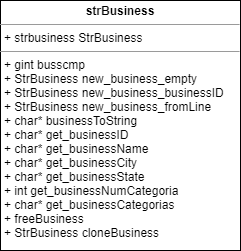 strBusiness
+ strbusiness StrBusiness
+ gint busscmp
+ StrBusiness new_business_empty
+ StrBusiness new_business_businessID
+ StrBusiness new_business_fromLine
+ char* businessToString
+ char* get_businessID
+ char* get_businessName
+ char* get_businessCity
+ char* get_businessState
+ int get_businessNumCategoria
+ char* get_businessCategorias
+ freeBusiness
+ StrBusiness cloneBusiness